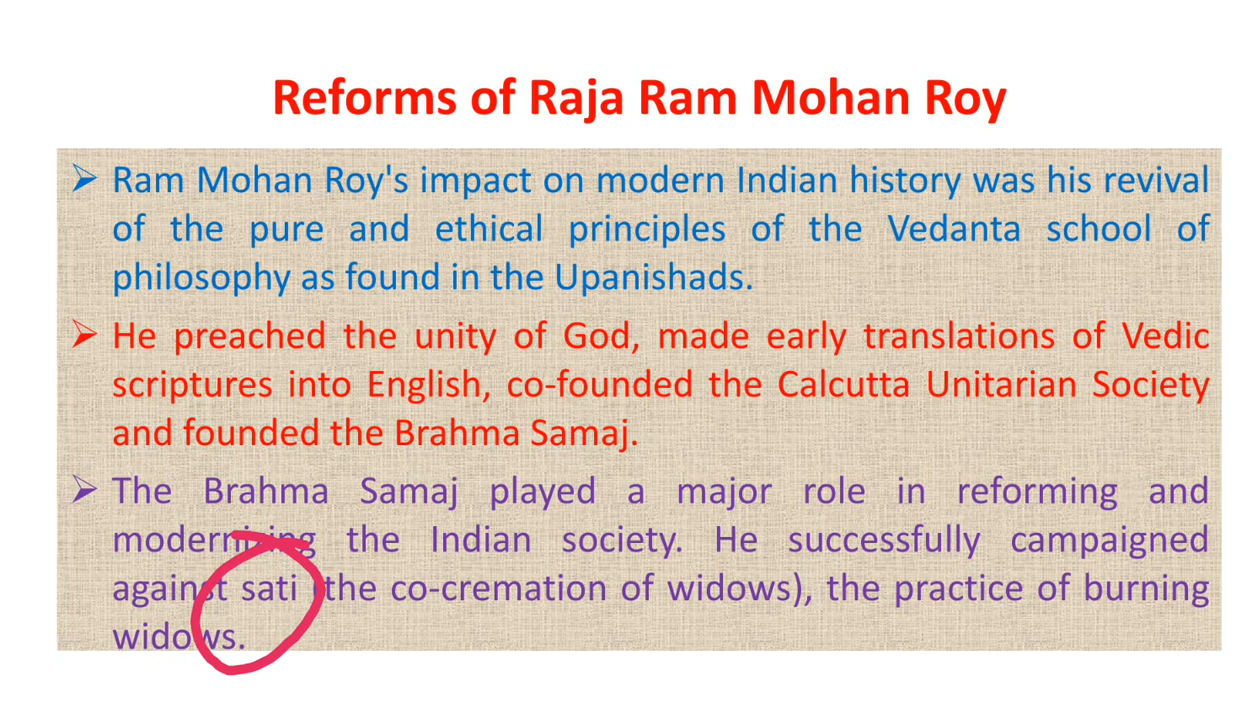 Reforms of Raja Ram Mohan Roy
➢ Ram Mohan Roy's impact on modern Indian history was his revival
of the pure and ethical principles of the Vedanta school of
philosophy as found in the Upanishads.
➢ He preached the unity of God, made early translations of Vedic
scriptures into English, co-founded the Calcutta Unitarian Society
and founded the Brahma Samaj.
➢ The Brahma Samaj played a major role in reforming and
modernizing the Indian society. He successfully campaigned
against sati (the co-cremation of widows), the practice of burning
widows.